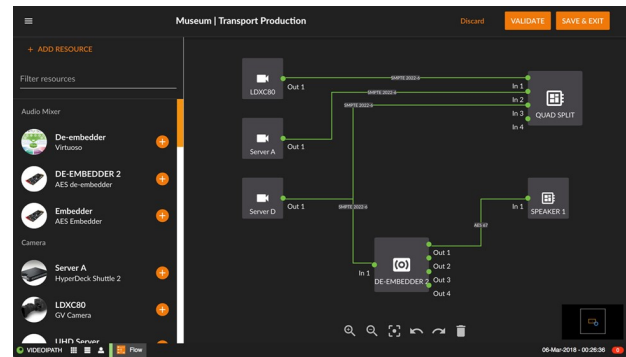 Museum | Transport Production
Discard
VALIDATE
SAVE & EXIT
+ ADD RESOURCE
Filter resources
Audio Mixer
De-embedder
Virtuoso
DE-EMBEDDER 2
AES de-embedder
Embedder
AES Embedder
Camera
Server A
HyperDeck Shuttle 2
LDXC80
GV Camera
UHD Server
LDXC80
Out 1
SMPTE 2022-6
Server A
Out 1
SMPTE 2022-6
SMPTE 2022-6
Server D
Out 1
SMPTE 2022-6
In 1
In 2
In 3
In 4
QUAD SPLIT
In 1
SPEAKER 1
AES 67
In 1
DE-EMBEDDER 2
Out 1
Out 2
Out 3
Out 4
VIDEOIPATH
Flow
06-Mar-2018 - 00:26:36